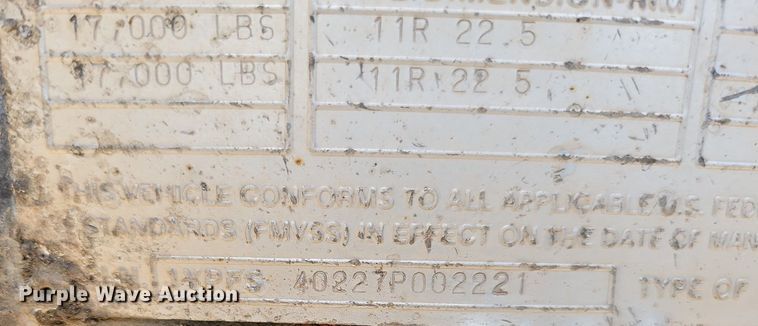 17,000 LBS 11R 22 5
17,000 LBS 11R 22 5
THIS VEHICLE CONFORMS TO ALL APPLICABLE U.S. FED
STANDARDS (FMVSS) IN EFFECT ON THE DATE OF MAN
40227P002221 TYPE OF
Purple Wave Auction